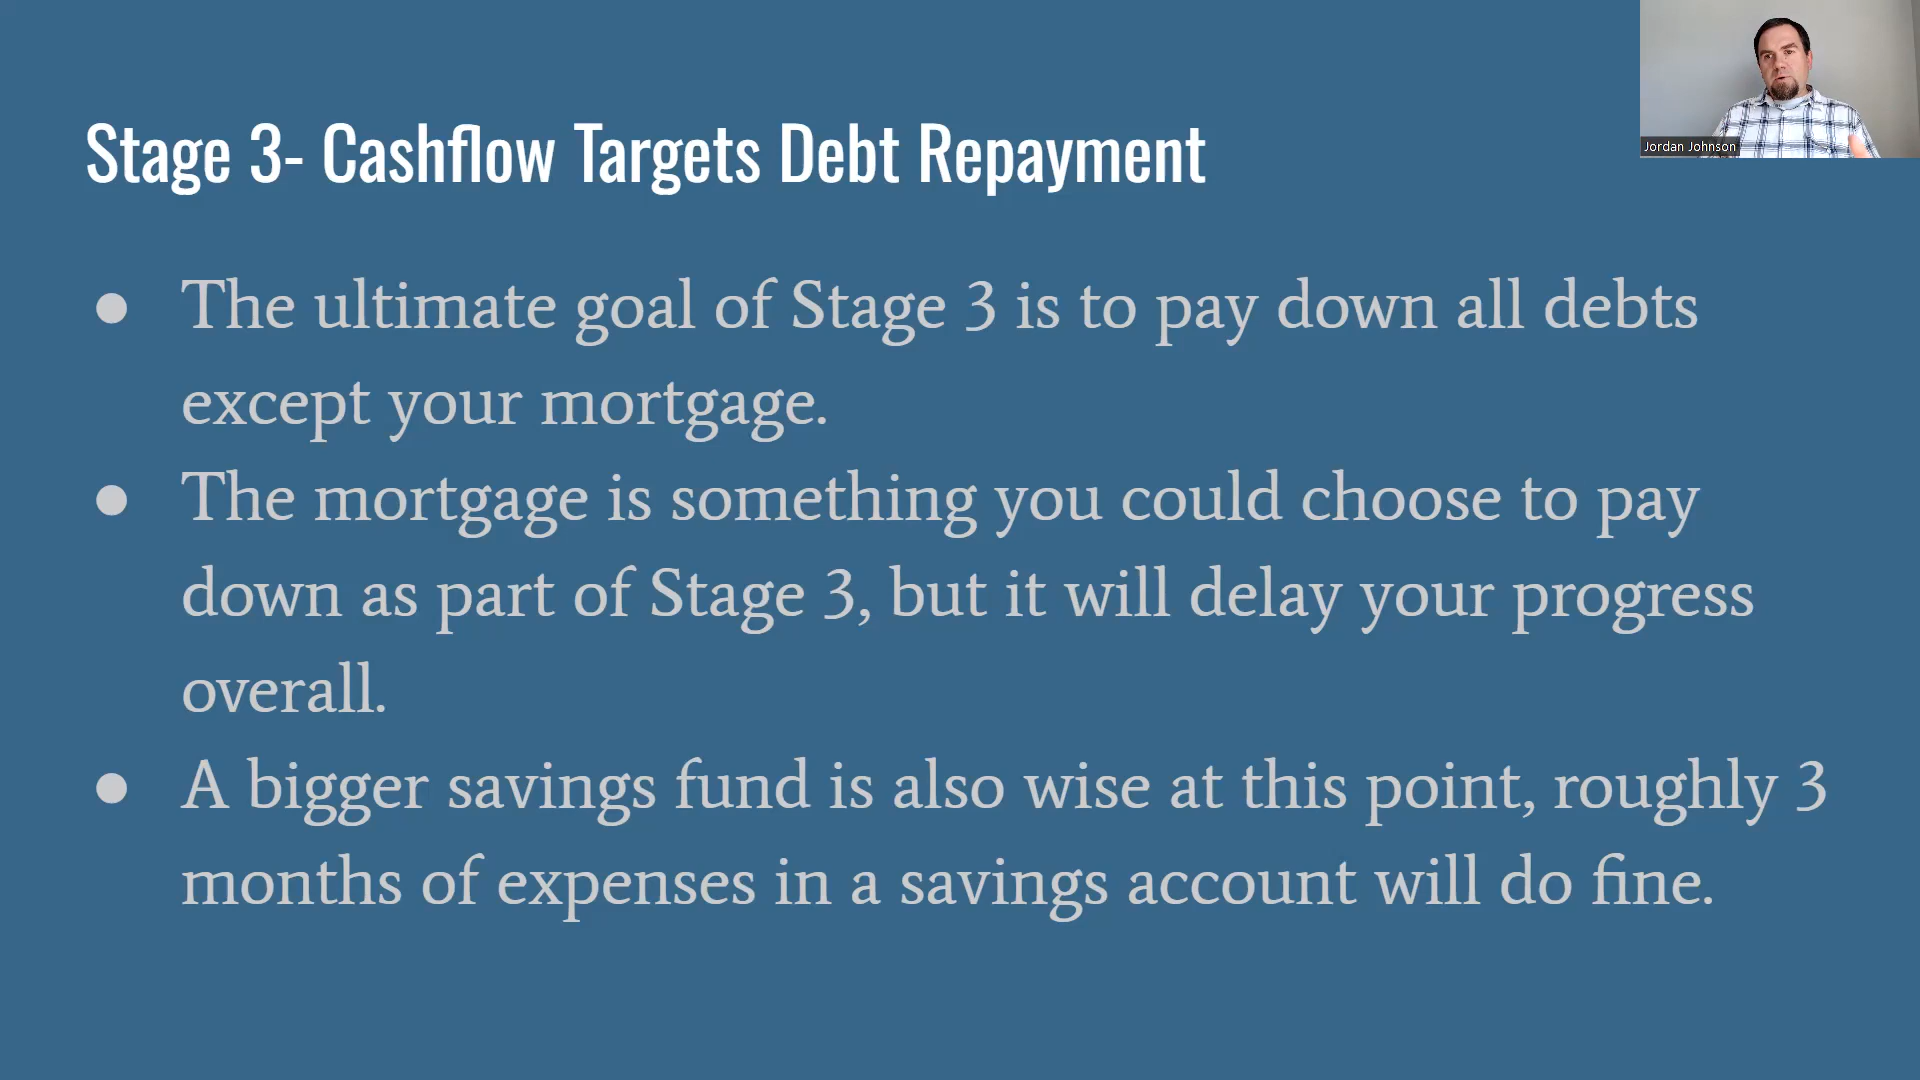 Jordan Johnson
Stage 3- Cashflow Targets Debt Repayment
● The ultimate goal of Stage 3 is to pay down all debts
except your mortgage.
● The mortgage is something you could choose to pay
down as part of Stage 3, but it will delay your progress
overall.
● A bigger savings fund is also wise at this point, roughly 3
months of expenses in a savings account will do fine.